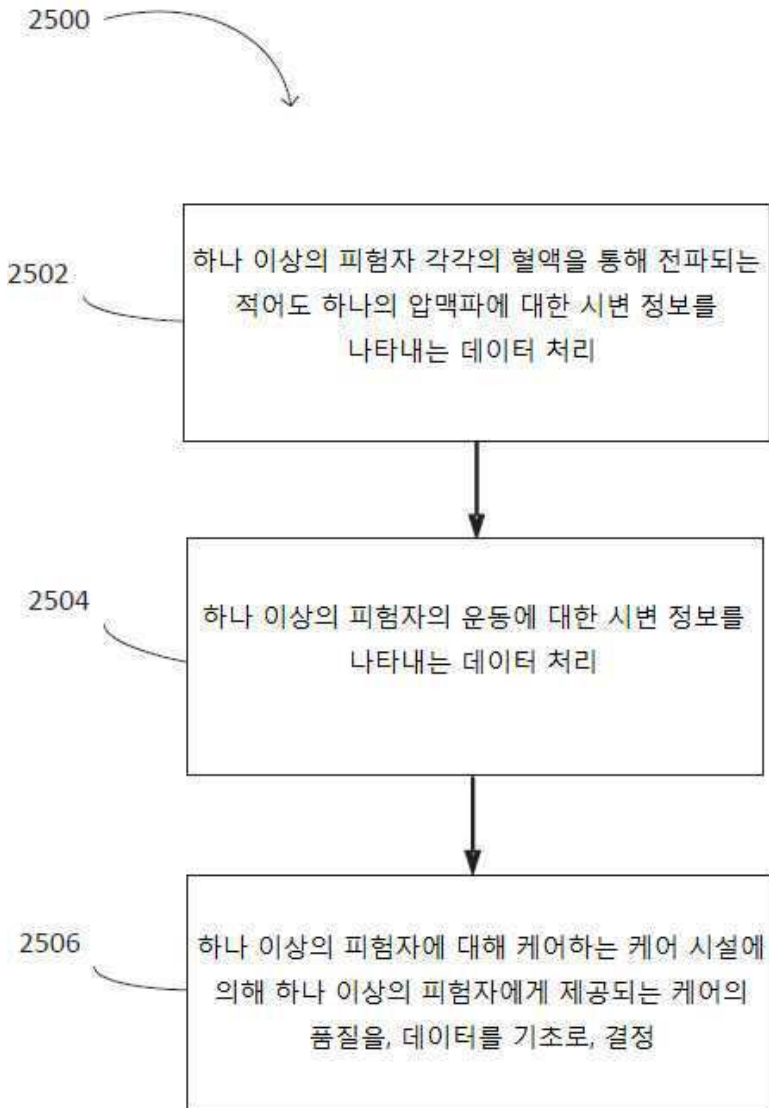 2500
2502
하나 이상의 피험자 각각의 혈액을 통해 전파되는
적어도 하나의 압맥파에 대한 시변 정보를
나타내는 데이터 처리
2504
하나 이상의 피험자의 운동에 대한 시변 정보를
나타내는 데이터 처리
2506
하나 이상의 피험자에 대해 케어하는 케어 시설에
의해 하나 이상의 피험자에게 제공되는 케어의
품질을, 데이터를 기초로, 결정